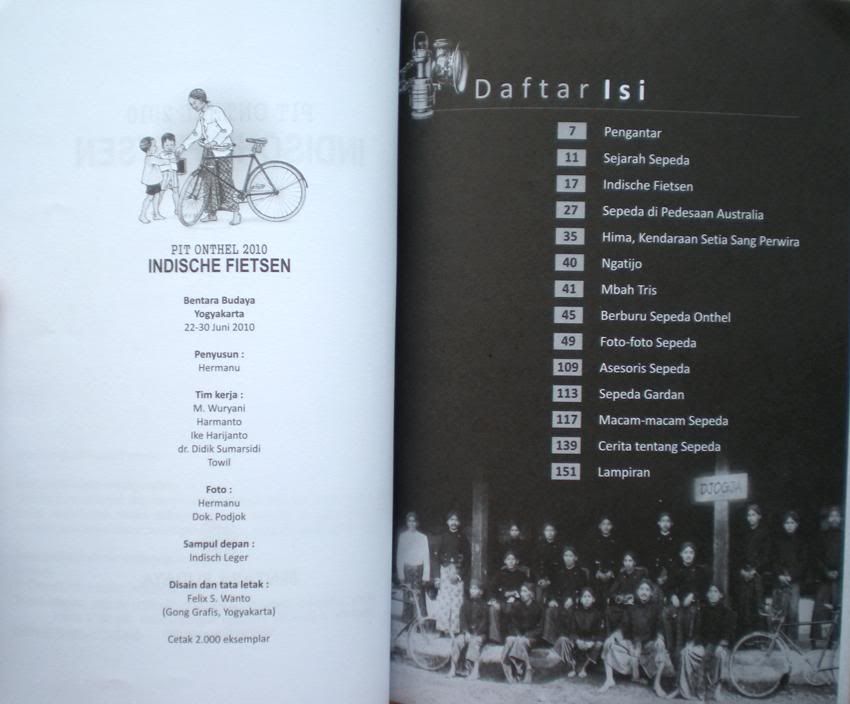 PIT ONTHEL 2010
INDISCHE FIETSEN
Bentara Budaya
Yogyakarta
22-30 Juni 2010
Penyusun :
Hermanu
Tim kerja :
M. Wuryani
Harmanto
Ike Harijanto
dr. Didik Sumarsidi
Towil
Foto :
Hermanu
Dok. Podjok
Sampul depan :
Indisch Leger
Disain dan tata letak :
Felix S. Wanto
(Gong Grafis, Yogyakarta)
Cetak 2.000 eksemplar
Daftar Isi
7 Pengantar
11 Sejarah Sepeda
17 Indische Fietsen
27 Sepeda di Pedesaan Australia
35 Hima, Kendaraan Setia Sang Perwira
40 Ngatijo
41 Mbah Tris
45 Berburu Sepeda Onthel
49 Foto-foto Sepeda
109 Asesoris Sepeda
113 Sepeda Gardan
117 Macam-macam Sepeda
139 Cerita tentang Sepeda
151 Lampiran
DJOGJA